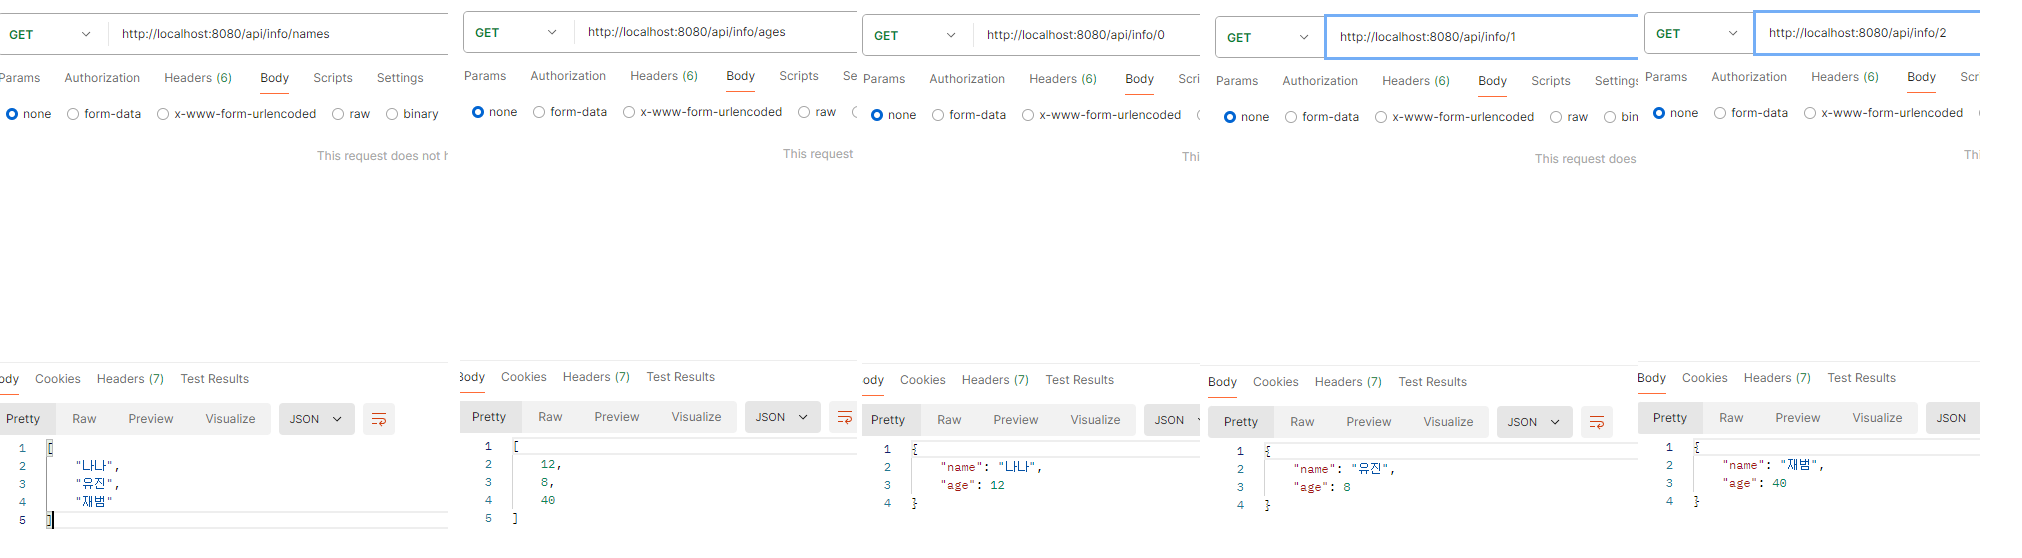 GET http://localhost:8080/api/info/names
Params Authorization Headers (6) Body Scripts Settings
none form-data x-www-form-urlencoded raw binary
This request does not h
ody Cookies Headers (7) Test Results
Pretty Raw Preview Visualize JSON
1 [
2 "나나",
3 "유진",
4 "재범"
5 ]
GET http://localhost:8080/api/info/ages
Params Authorization Headers (6) Body Scripts Se
none form-data x-www-form-urlencoded raw
This request
Body Cookies Headers (7) Test Results
Pretty Raw Preview Visualize JSON
1 [
2 12,
3 8,
4 40
5 ]
GET http://localhost:8080/api/info/0
Params Authorization Headers (6) Body Scri
none form-data x-www-form-urlencoded
Thi
ody Cookies Headers (7) Test Results
Pretty Raw Preview Visualize JSON
1 {
2 "name": "나나",
3 "age": 12
4 }
GET http://localhost:8080/api/info/1
Params Authorization Headers (6) Body Scripts Settings
none form-data x-www-form-urlencoded raw bin
This request does
Body Cookies Headers (7) Test Results
Pretty Raw Preview Visualize JSON
1 {
2 "name": "유진",
3 "age": 8
4 }
GET http://localhost:8080/api/info/2
Params Authorization Headers (6) Body Scr
none form-data x-www-form-urlencoded
Thi
Body Cookies Headers (7) Test Results
Pretty Raw Preview Visualize JSON
1 {
2 "name": "재범",
3 "age": 40
4 }